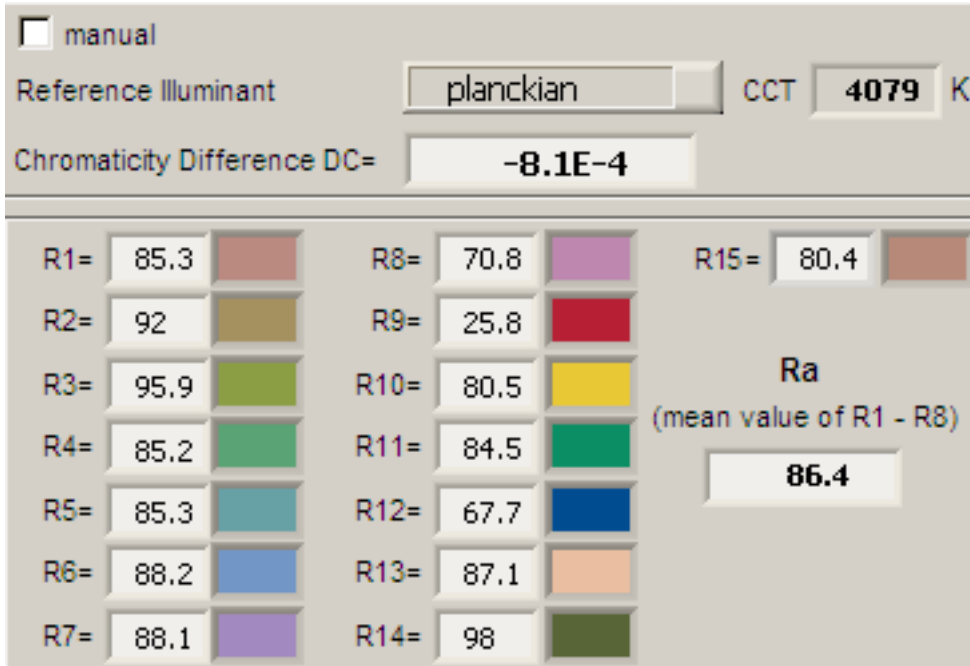 manual
Reference Illuminant planckian CCT 4079 K
Chromaticity Difference DC= -8.1E-4
R1= 85.3 R8= 70.8 R15= 80.4
R2= 92 R9= 25.8
R3= 95.9 R10= 80.5 Ra
(mean value of R1 - R8)
R4= 85.2 R11= 84.5
86.4
R5= 85.3 R12= 67.7
R6= 88.2 R13= 87.1
R7= 88.1 R14= 98